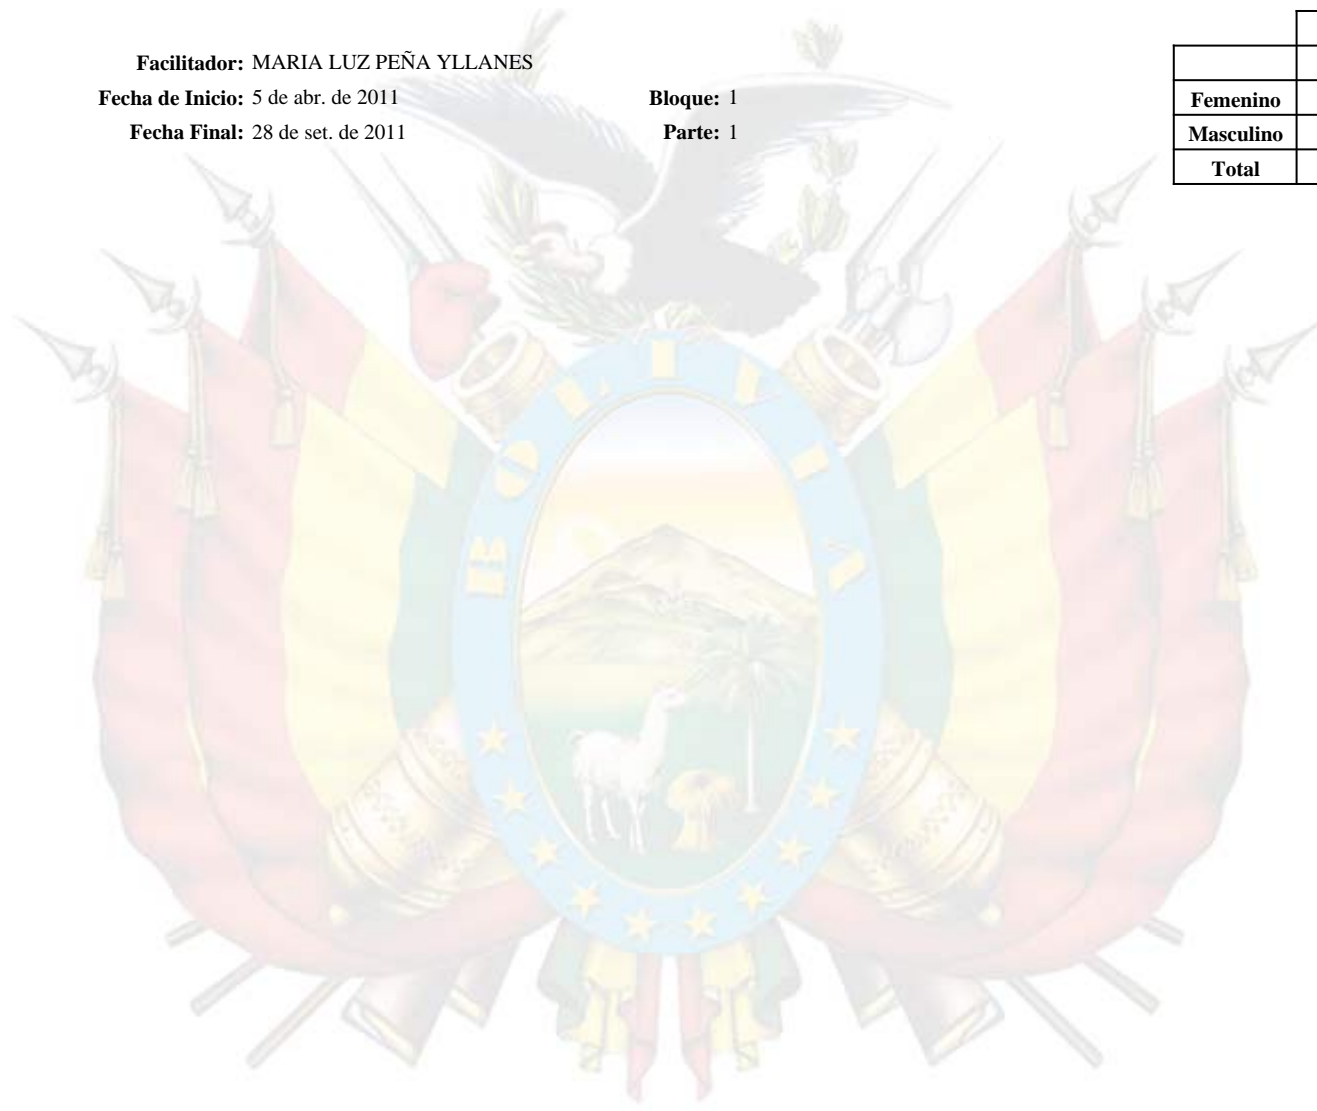 Facilitador: MARIA LUZ PEÑA YLLANES
Fecha de Inicio: 5 de abr. de 2011 Bloque: 1
Fecha Final: 28 de set. de 2011 Parte: 1
Femenino
Masculino
Total
BOLIVIA